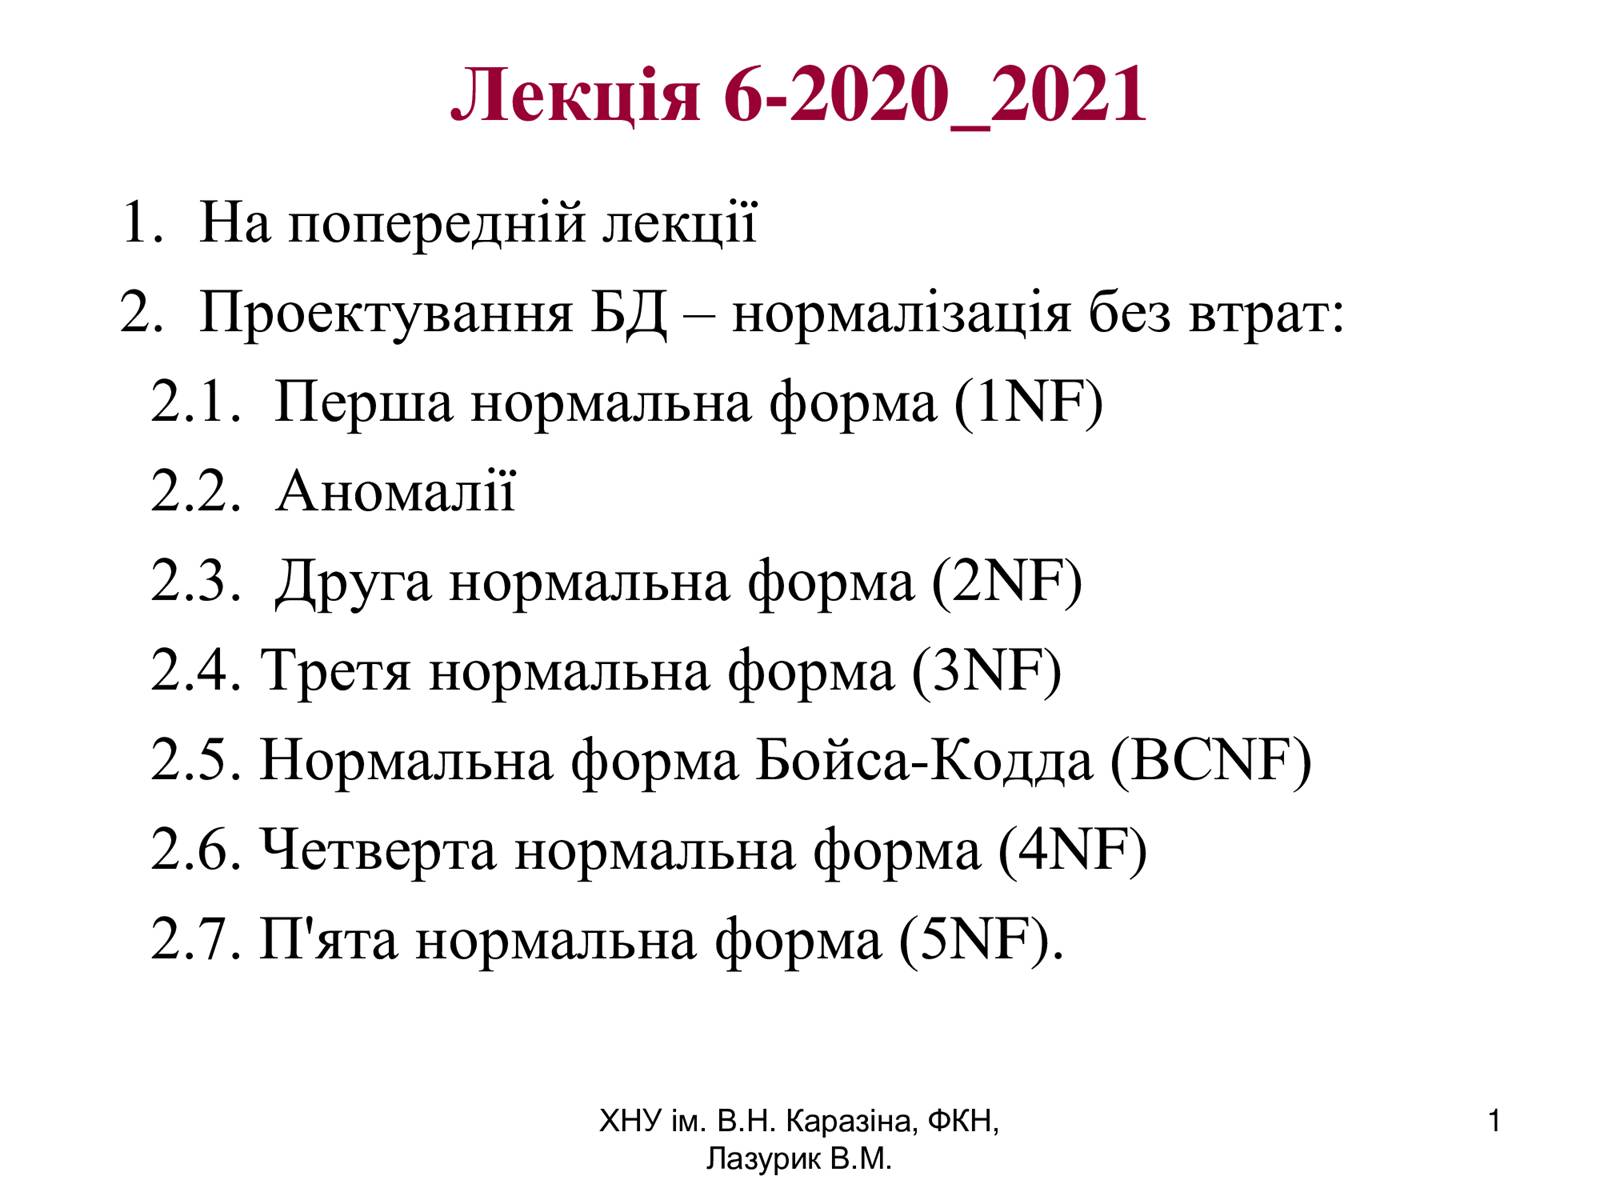 Лекція 6-2020_2021
1. На попередній лекції
2. Проектування БД – нормалізація без втрат:
2.1. Перша нормальна форма (1NF)
2.2. Аномалії
2.3. Друга нормальна форма (2NF)
2.4. Третя нормальна форма (3NF)
2.5. Нормальна форма Бойса-Кодда (BCNF)
2.6. Четверта нормальна форма (4NF)
2.7. П'ята нормальна форма (5NF).
ХНУ ім. В.Н. Каразіна, ФКН,
Лазурик В.М.
1